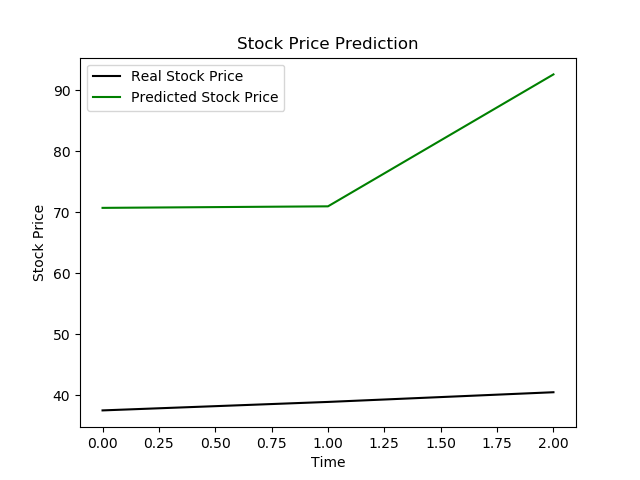 Stock Price Prediction
Real Stock Price
Predicted Stock Price
90
80
70
60
50
40
Stock Price
0.00 0.25 0.50 0.75 1.00 1.25 1.50 1.75 2.00
Time